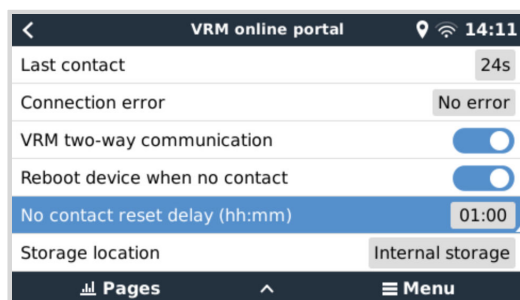 VRM online portal 14:11
Last contact 24s
Connection error No error
VRM two-way communication
Reboot device when no contact
No contact reset delay (hh:mm) 01:00
Storage location Internal storage
Pages Menu